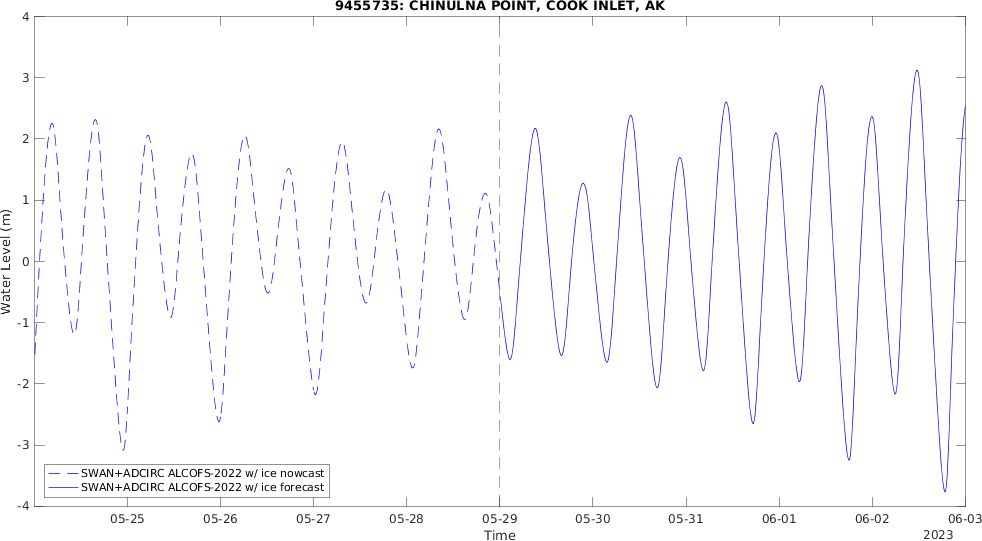 9455735: CHINULNA POINT, COOK INLET, AK
4
3
2
1
0
-1
-2
-3
-4
Water Level (m)
SWAN+ADCIRC ALCOFS-2022 w/ ice nowcast
SWAN+ADCIRC ALCOFS-2022 w/ ice forecast
05-25 05-26 05-27 05-28 05-29 05-30 05-31 06-01 06-02 06-03
Time
2023